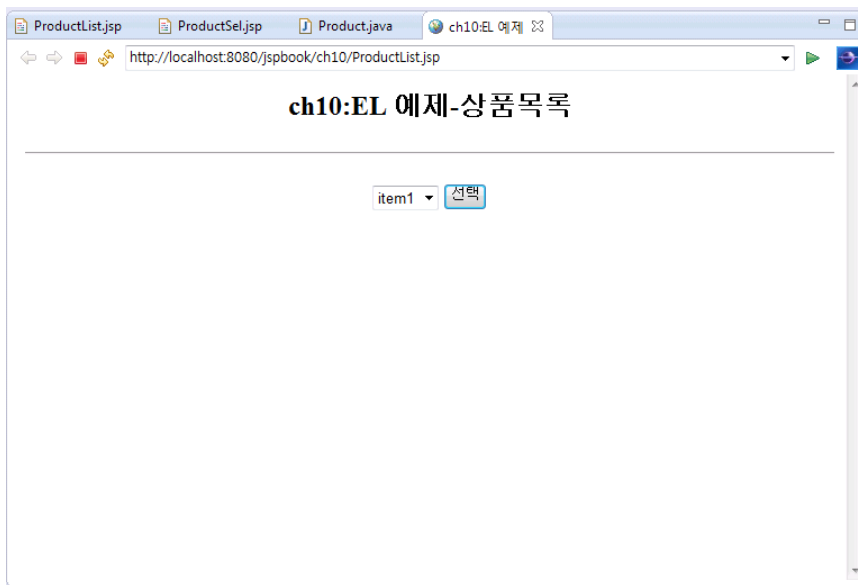 ProductList.jsp ProductSel.jsp Product.java ch10:EL 예제
http://localhost:8080/jspbook/ch10/ProductList.jsp
ch10:EL 예제-상품목록
item1 선택